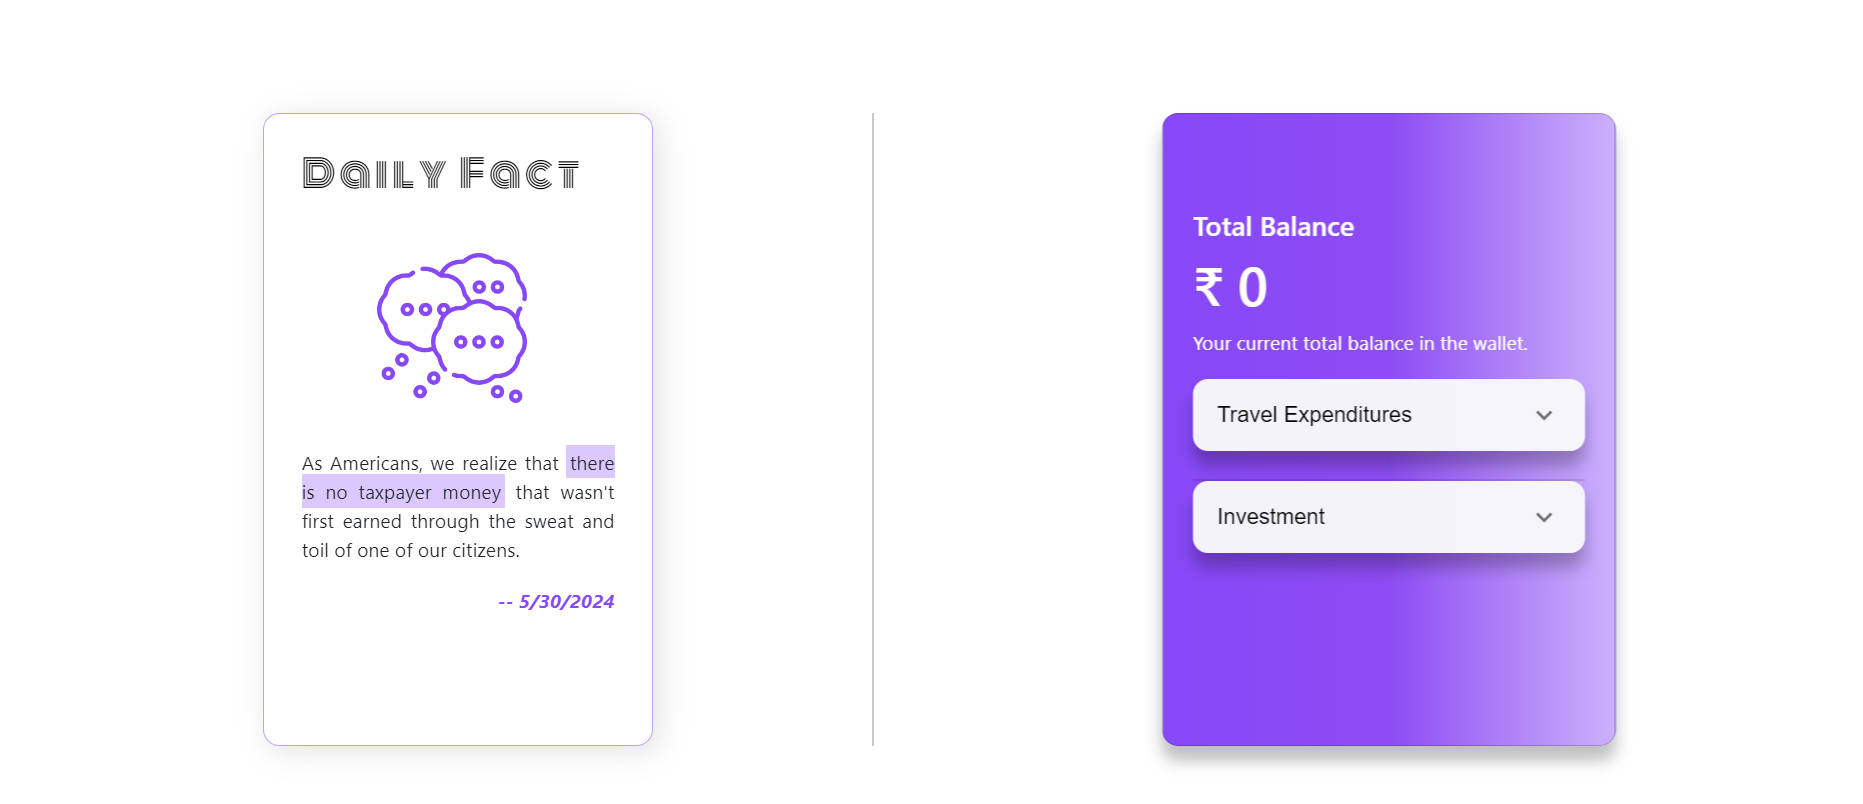 Daily Fact
As Americans, we realize that there
is no taxpayer money that wasn't
first earned through the sweat and
toil of one of our citizens.
-- 5/30/2024
Total Balance
₹ 0
Your current total balance in the wallet.
Travel Expenditures
Investment